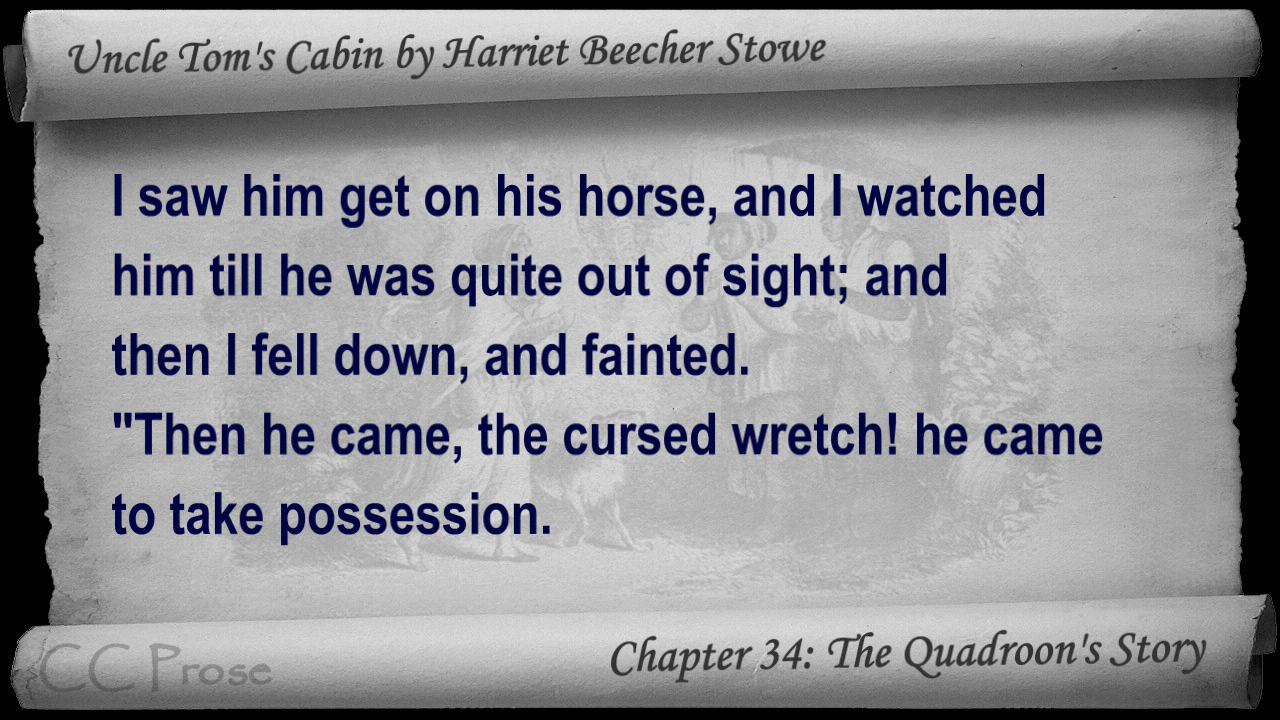 Uncle Tom's Cabin by Harriet Beecher Stowe
I saw him get on his horse, and I watched
him till he was quite out of sight; and
then I fell down, and fainted.
"Then he came, the cursed wretch! he came
to take possession.
CC Prose
Chapter 34: The Quadroon's Story